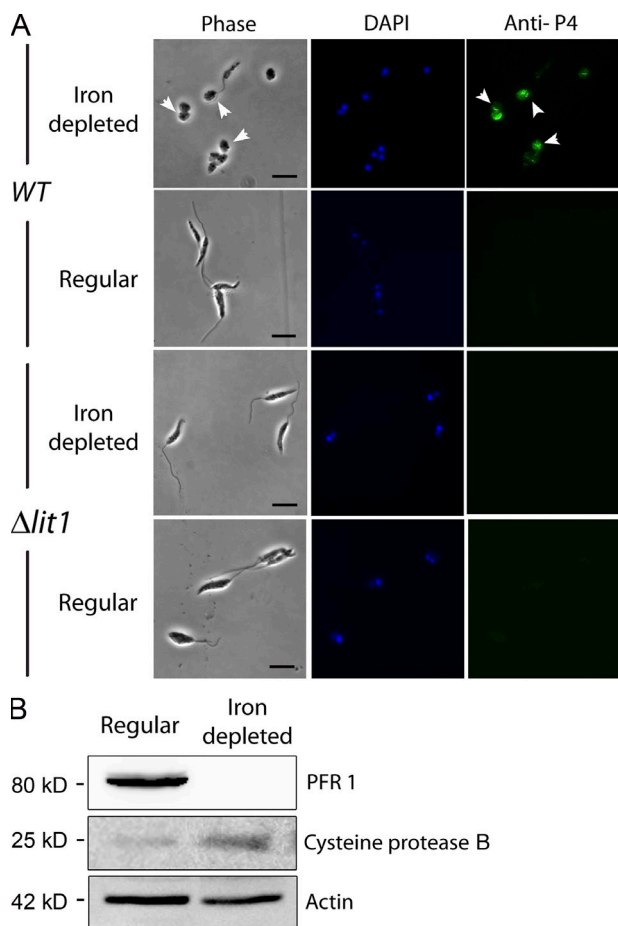 A
Phase
DAPI
Anti- P4
Iron
depleted
WT
Regular
Iron
depleted
Δlit1
Regular
B
Regular
Iron
depleted
80 kD
PFR 1
25 kD
Cysteine protease B
42 kD
Actin